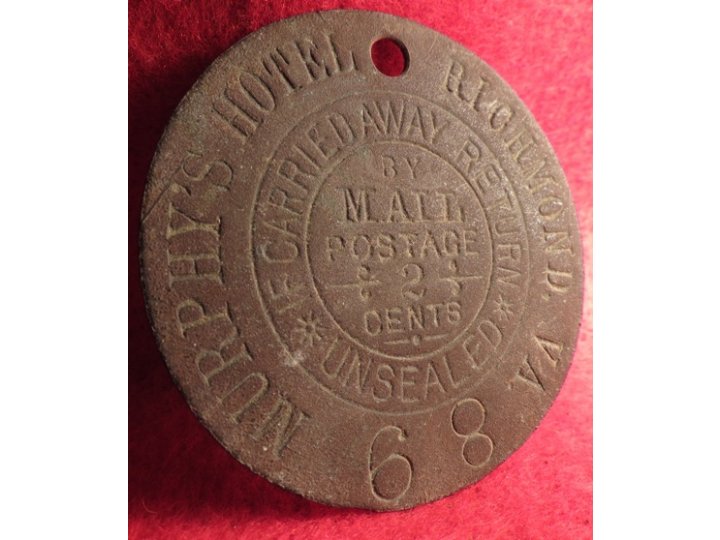 MURPHY'S HOTEL RICHMOND. VA
IF CARRIED AWAY RETURN
UNSEALED
BY
MAIL
POSTAGE
2
CENTS
68